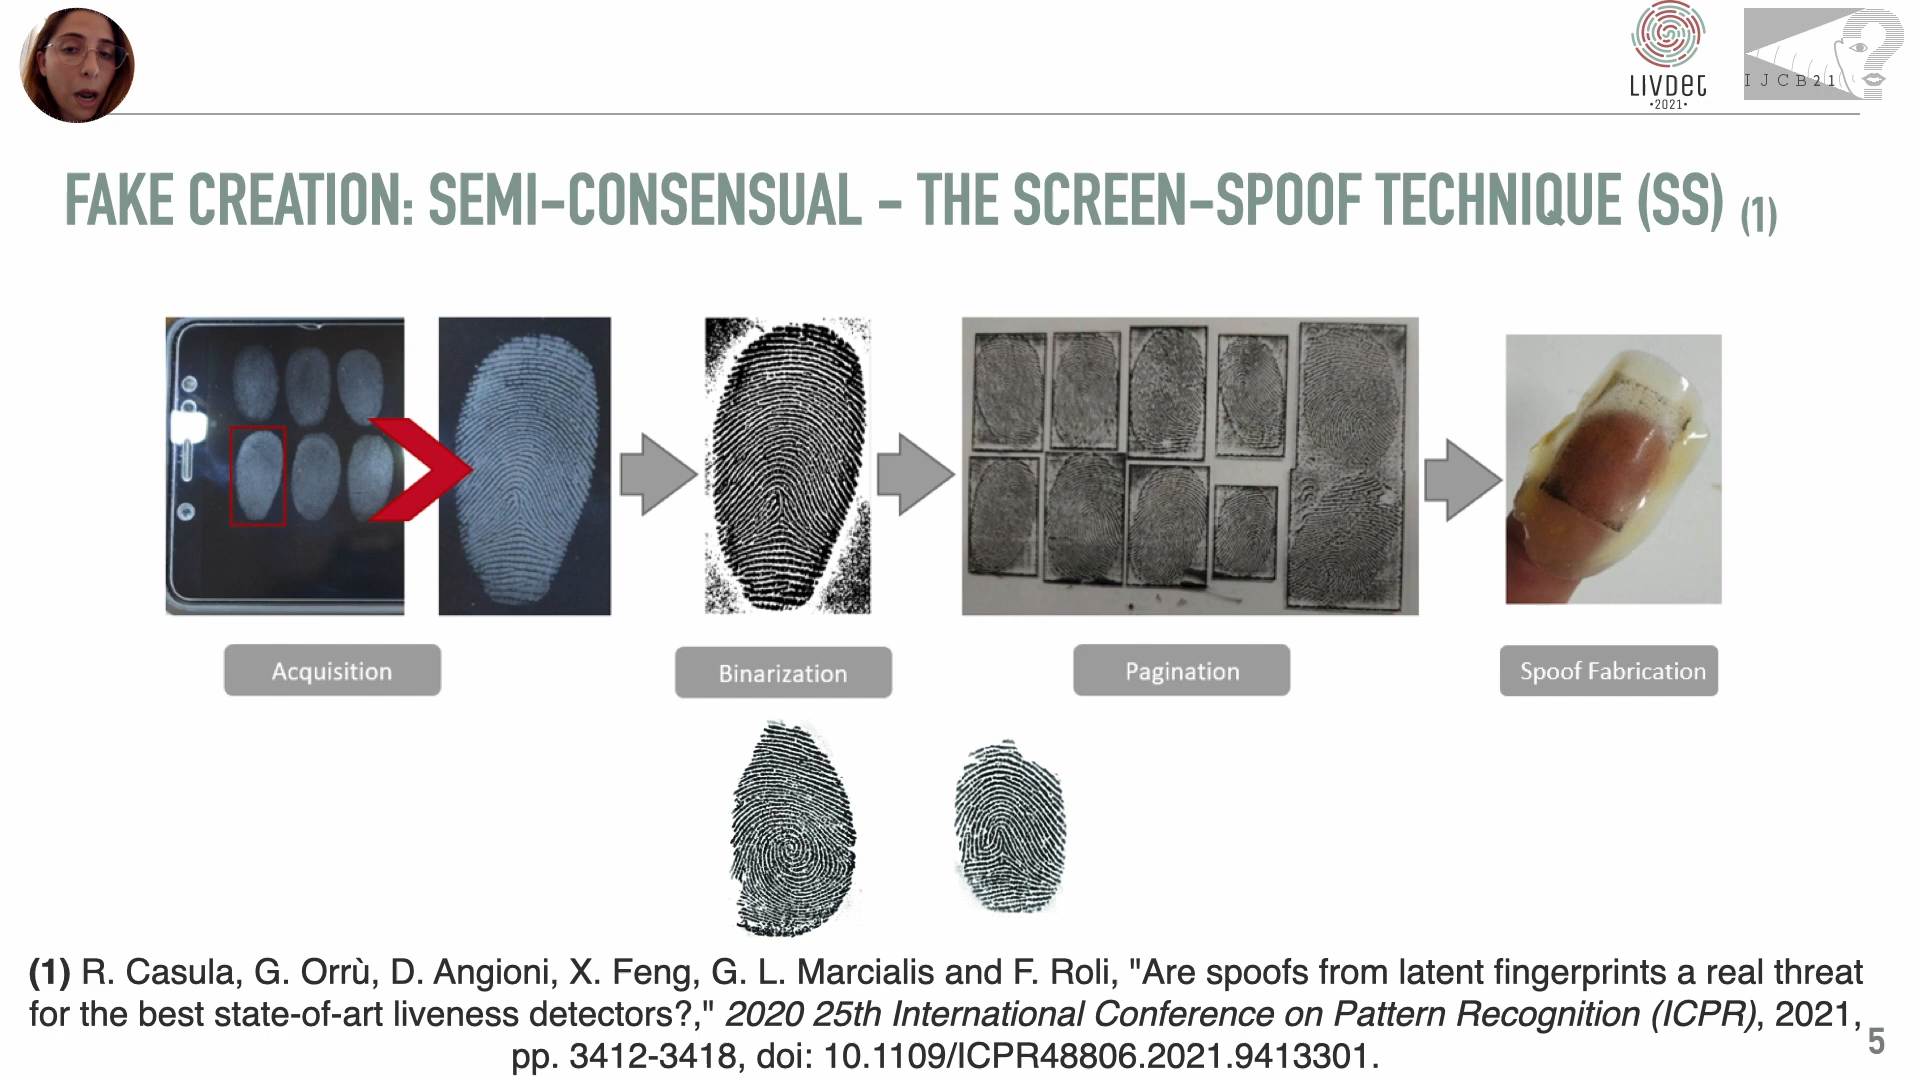 LIVDET
•2021•
IJCB21
FAKE CREATION: SEMI-CONSENSUAL - THE SCREEN-SPOOF TECHNIQUE (SS) (1)
Acquisition
Binarization
Pagination
Spoof Fabrication
(1) R. Casula, G. Orrù, D. Angioni, X. Feng, G. L. Marcialis and F. Roli, "Are spoofs from latent fingerprints a real threat
for the best state-of-art liveness detectors?," 2020 25th International Conference on Pattern Recognition (ICPR), 2021,
pp. 3412-3418, doi: 10.1109/ICPR48806.2021.9413301.
5